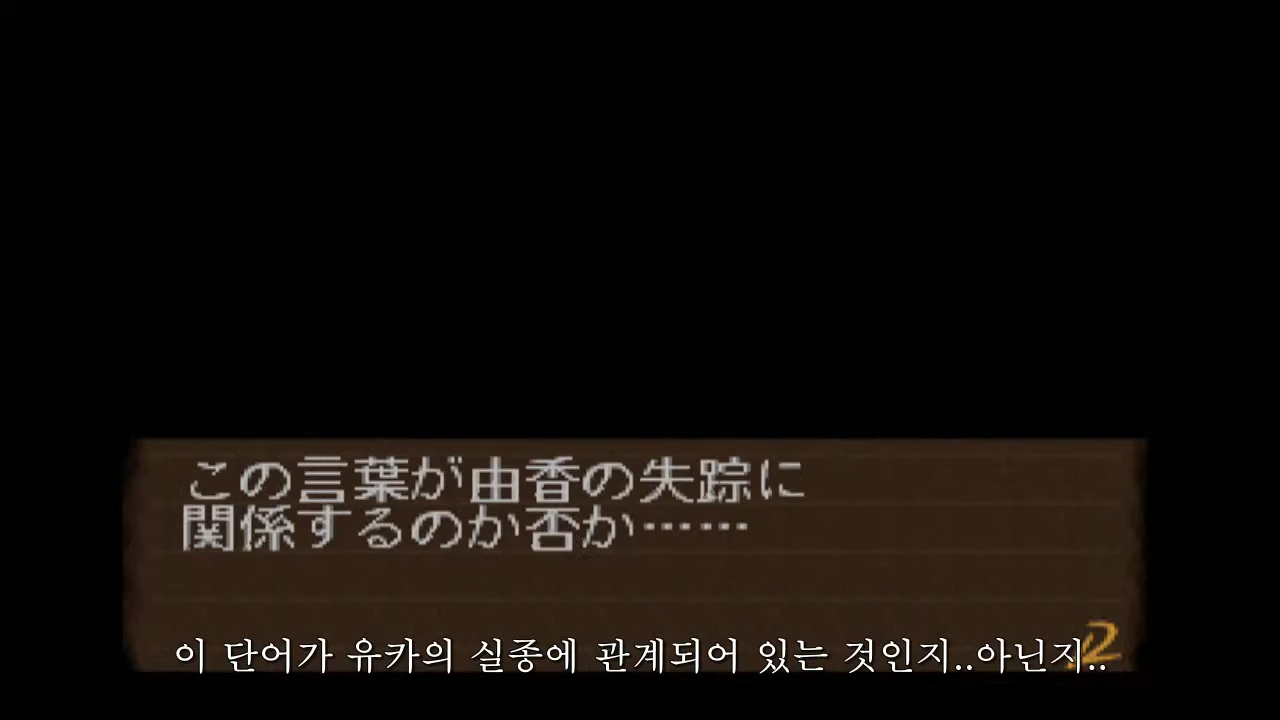 この言葉が由香の失踪に
関係するのか否か……
이 단어가 유카의 실종에 관계되어 있는 것인지..아닌지..
2